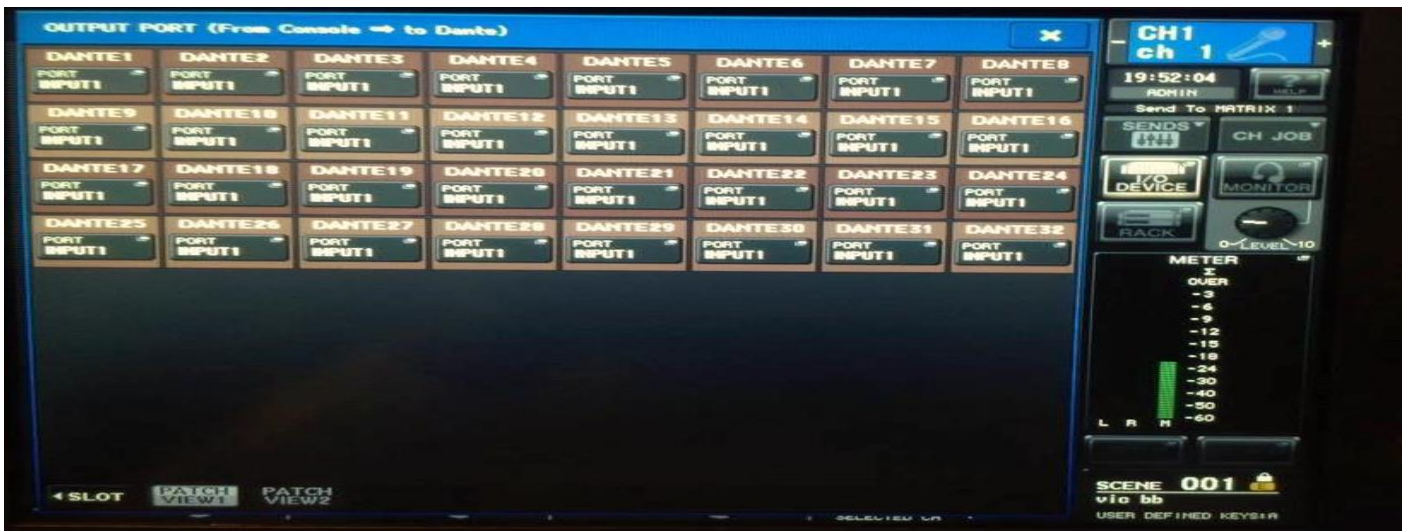 OUTPUT PORT (From Console ➡ to Dante)
DANTE1 DANTE2 DANTE3 DANTE4 DANTE5 DANTE6 DANTE7 DANTE8
PORT PORT PORT PORT PORT PORT PORT PORT
INPUT1 INPUT1 INPUT1 INPUT1 INPUT1 INPUT1 INPUT1 INPUT1
DANTE9 DANTE10 DANTE11 DANTE12 DANTE13 DANTE14 DANTE15 DANTE16
PORT PORT PORT PORT PORT PORT PORT PORT
INPUT1 INPUT1 INPUT1 INPUT1 INPUT1 INPUT1 INPUT1 INPUT1
DANTE17 DANTE18 DANTE19 DANTE20 DANTE21 DANTE22 DANTE23 DANTE24
PORT PORT PORT PORT PORT PORT PORT PORT
INPUT1 INPUT1 INPUT1 INPUT1 INPUT1 INPUT1 INPUT1 INPUT1
DANTE25 DANTE26 DANTE27 DANTE28 DANTE29 DANTE30 DANTE31 DANTE32
PORT PORT PORT PORT PORT PORT PORT PORT
INPUT1 INPUT1 INPUT1 INPUT1 INPUT1 INPUT1 INPUT1 INPUT1
◂SLOT
PATCH VIEW1
PATCH VIEW2
SELECTED CH
− CH1 +
ch 1
19:52:04
ADMIN
? HELP
Send To MATRIX 1
SENDS
CH JOB
I/O DEVICE
MONITOR
RACK
0 LEVEL 10
METER
Σ
OVER
-3
-6
-9
-12
-15
-18
-24
-30
-40
-50
-60
L R M
SCENE 001
vic bb
USER DEFINED KEYS:A